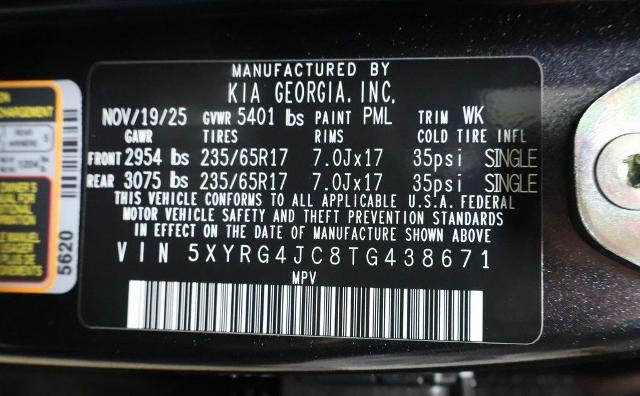 MANUFACTURED BY
KIA GEORGIA, INC.
NOV/19/25 GVWR 5401 lbs PAINT PML TRIM WK
GAWR TIRES RIMS COLD TIRE INFL
FRONT 2954 lbs 235/65R17 7.0Jx17 35psi SINGLE
REAR 3075 lbs 235/65R17 7.0Jx17 35psi SINGLE
THIS VEHICLE CONFORMS TO ALL APPLICABLE U.S.A. FEDERAL
MOTOR VEHICLE SAFETY AND THEFT PREVENTION STANDARDS
IN EFFECT ON THE DATE OF MANUFACTURE SHOWN ABOVE
VIN 5XYRG4JC8TG438671
MPV
5620